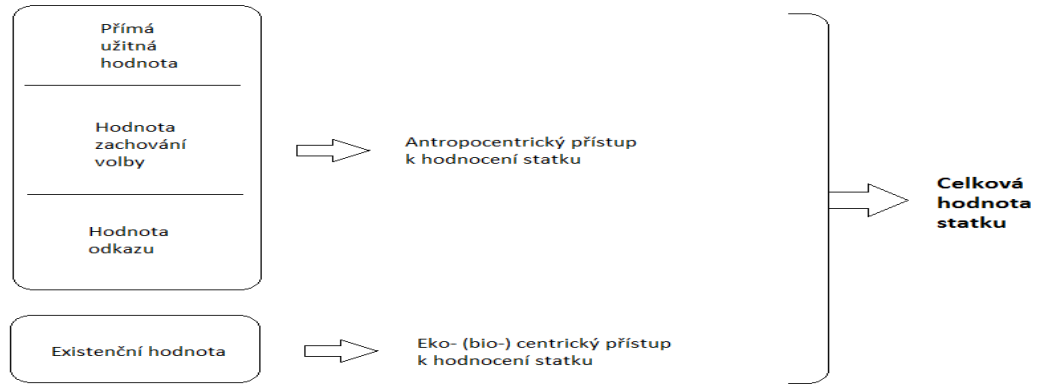 Přímá
užitná
hodnota
Hodnota
zachování
volby
Hodnota
odkazu
Antropocentrický přístup
k hodnocení statku
Existenční hodnota
Eko- (bio-) centrický přístup
k hodnocení statku
Celková
hodnota
statku